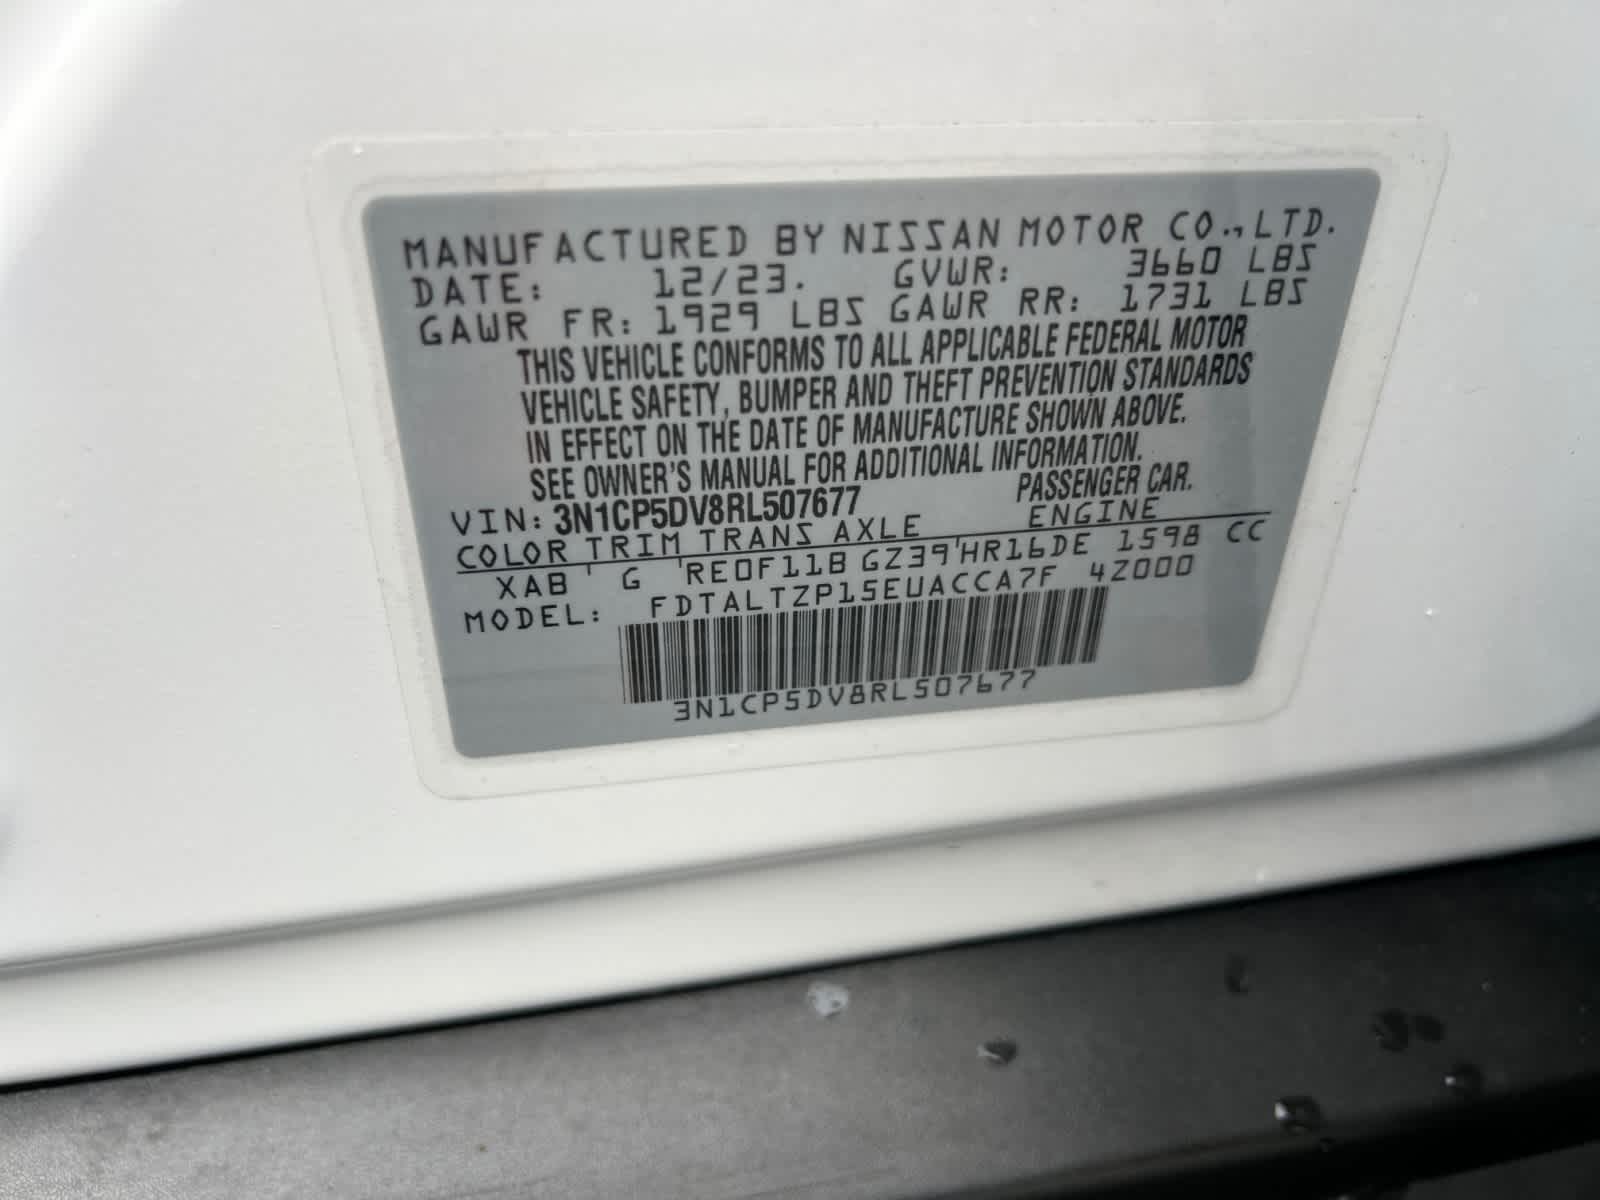 MANUFACTURED BY NISSAN MOTOR CO.,LTD.
DATE: 12/23. GVWR: 3660 LBS
GAWR FR: 1929 LBS GAWR RR: 1731 LBS
THIS VEHICLE CONFORMS TO ALL APPLICABLE FEDERAL MOTOR
VEHICLE SAFETY, BUMPER AND THEFT PREVENTION STANDARDS
IN EFFECT ON THE DATE OF MANUFACTURE SHOWN ABOVE.
SEE OWNER'S MANUAL FOR ADDITIONAL INFORMATION.
VIN: 3N1CP5DV8RL507677 PASSENGER CAR.
COLOR TRIM TRANS AXLE ENGINE
XAB G RE0F11B GZ39 HR16DE 1598 CC
MODEL: FDTALTZP15EUACCA7F 4Z000
3N1CP5DV8RL507677